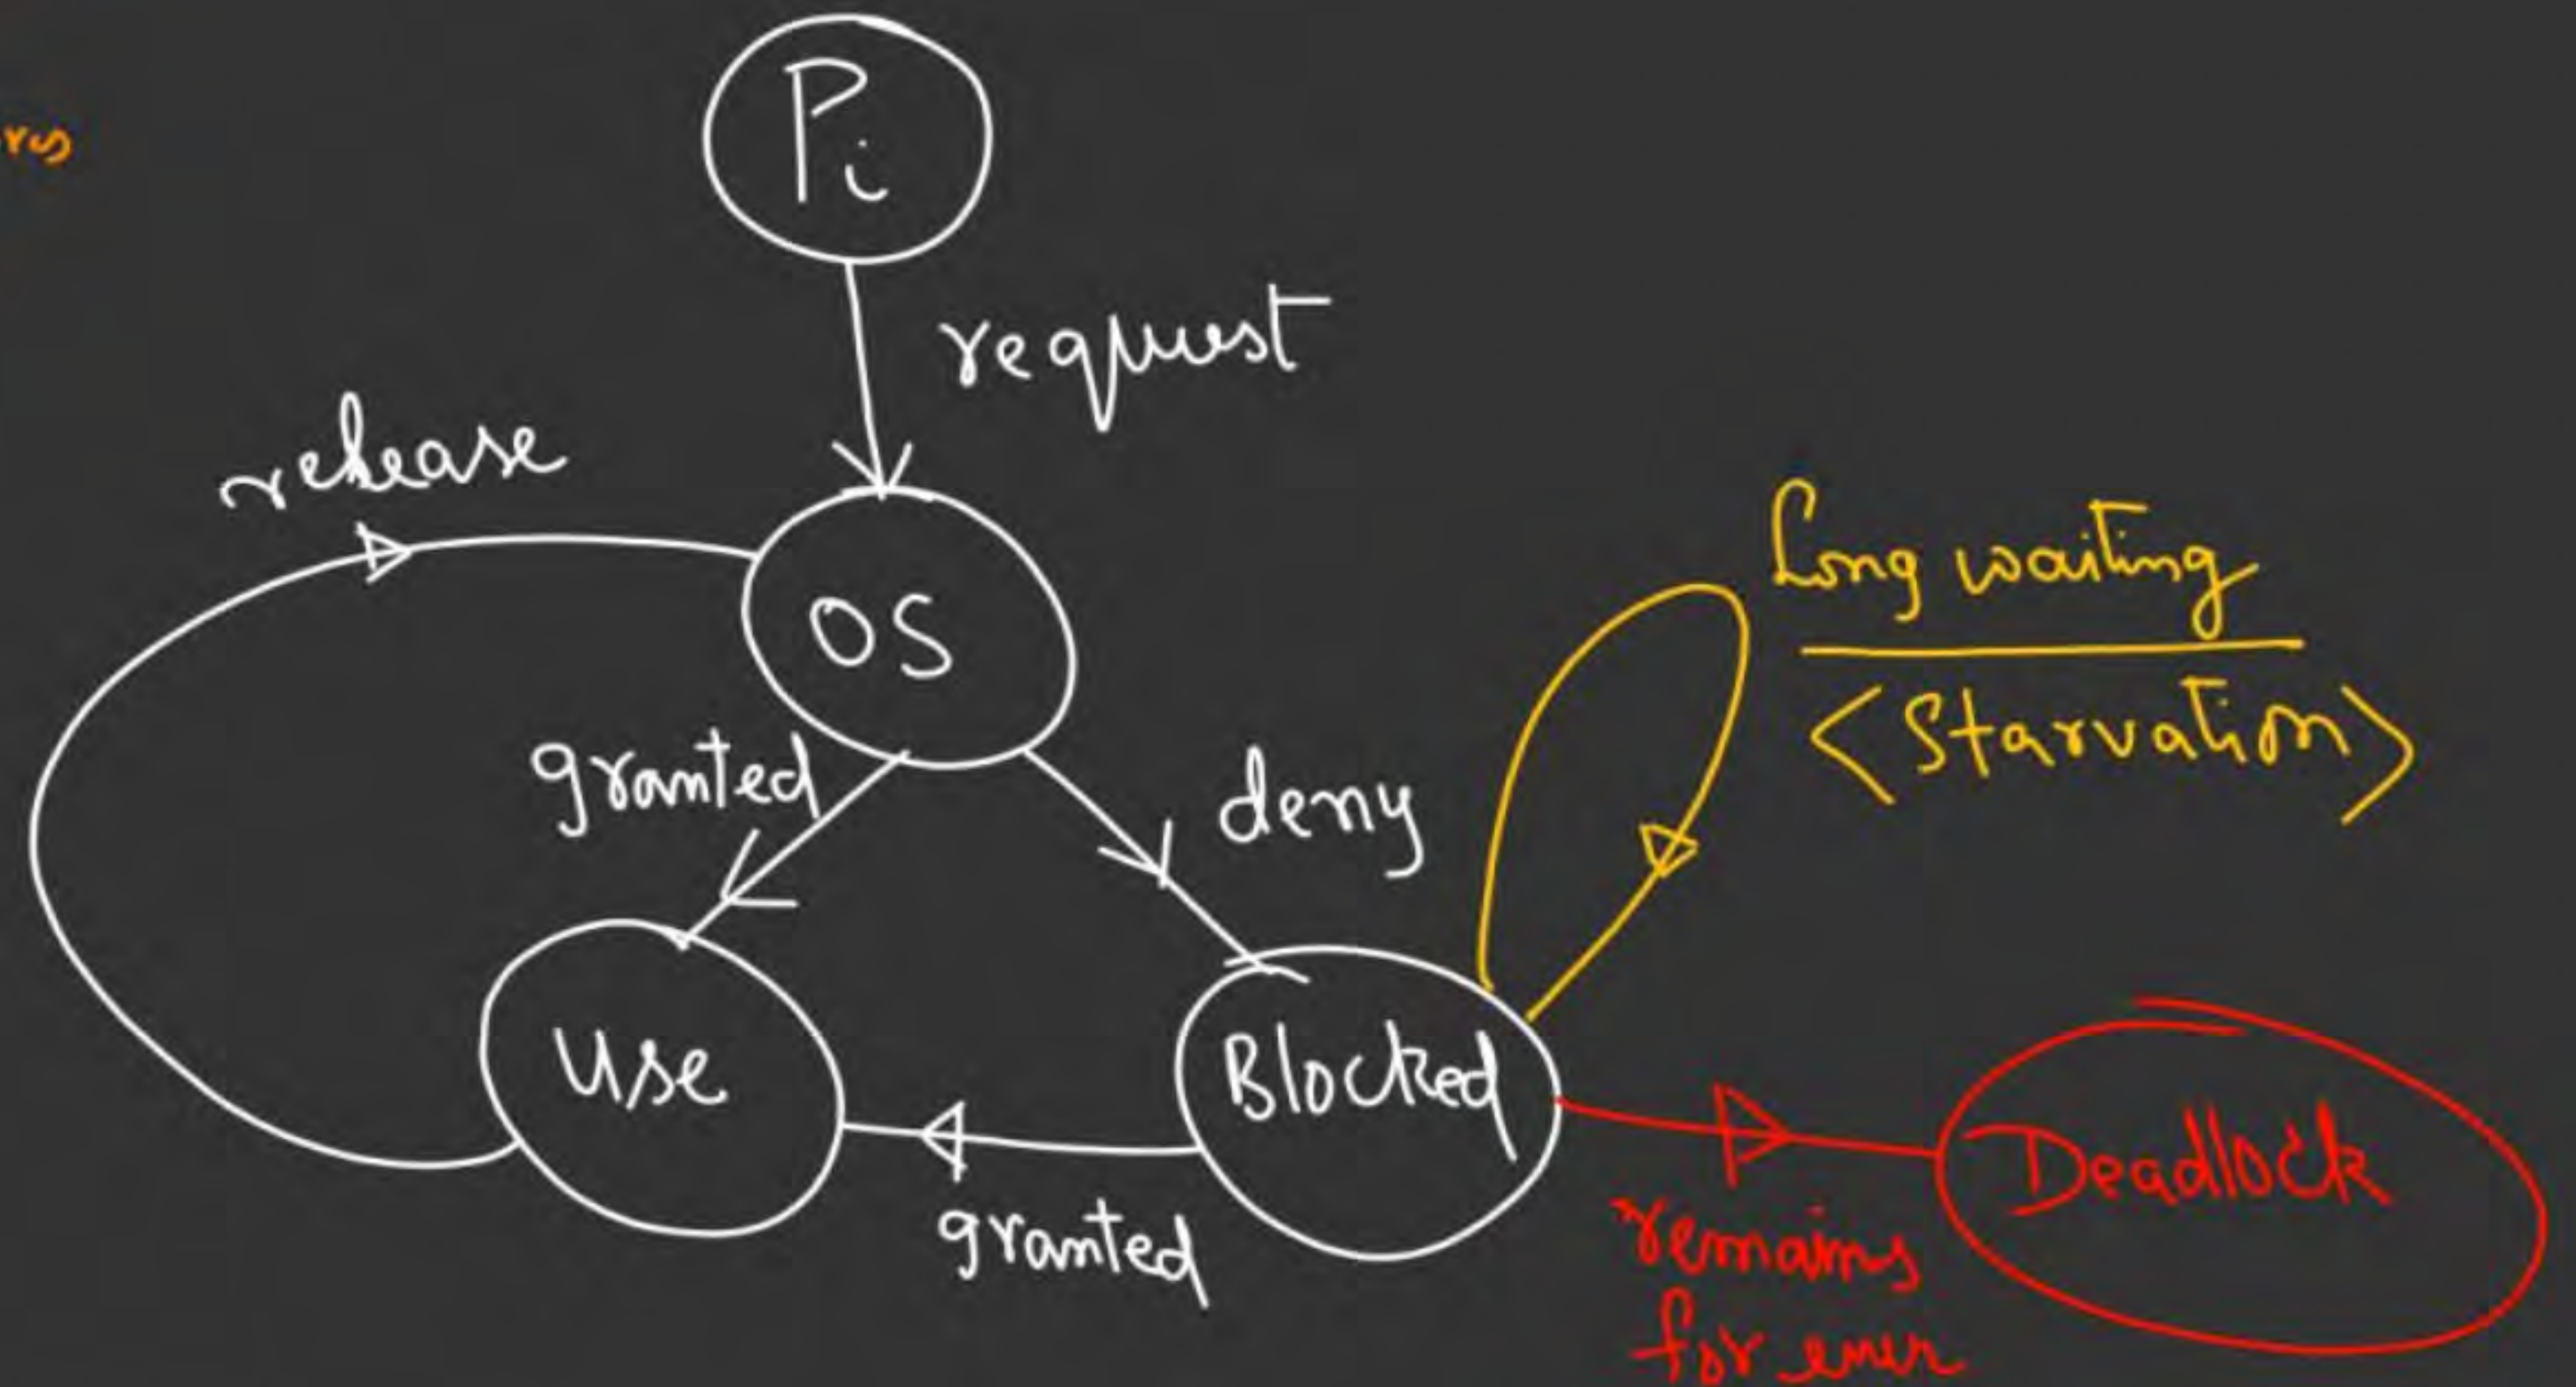 Pi
request
release
OS
Long waiting
<Starvation>
granted
deny
Use
Blocked
Deadlock
granted
remains
for ever